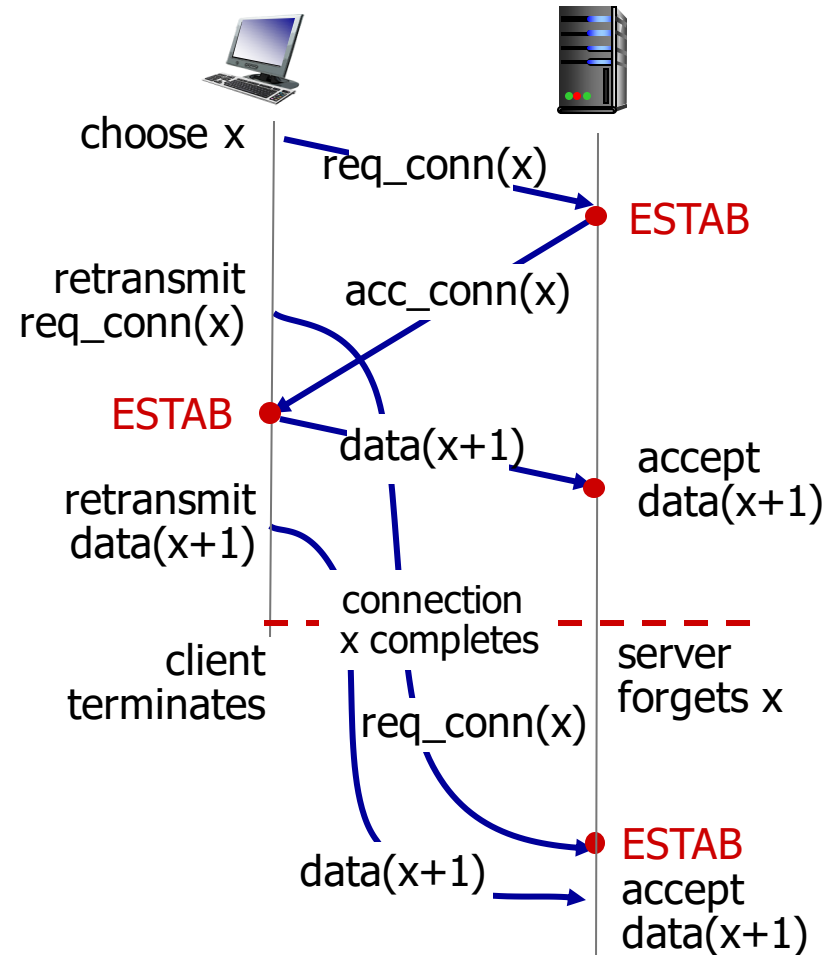 choose x
req_conn(x)
ESTAB
retransmit
req_conn(x)
acc_conn(x)
ESTAB
data(x+1)
accept
data(x+1)
retransmit
data(x+1)
connection
x completes
client
terminates
server
forgets x
req_conn(x)
ESTAB
data(x+1)
accept
data(x+1)